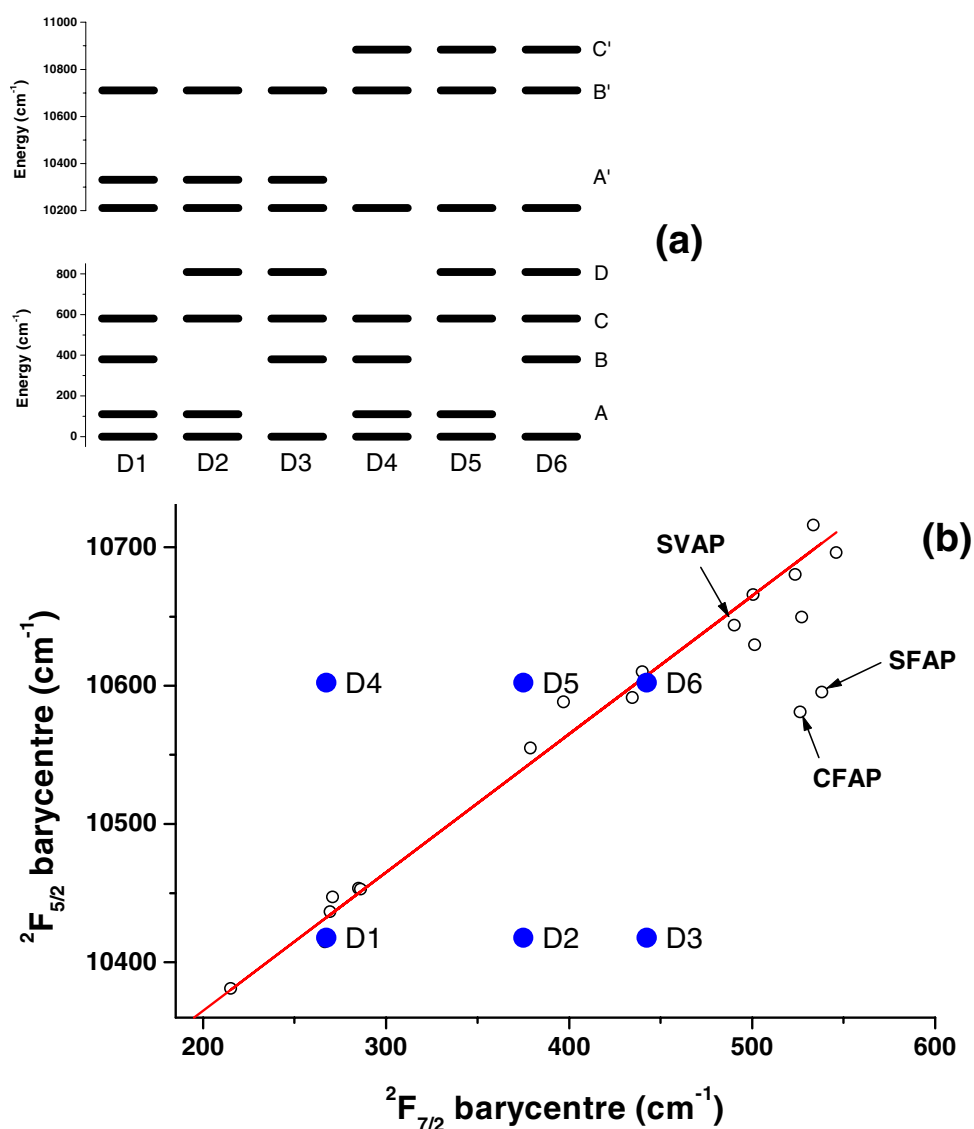 11000
C'
10800
B'
10600
Energy (cm-1)
10400
A'
10200
(a)
800
D
600
C
Energy (cm-1)
400
B
200
A
0
D1 D2 D3 D4 D5 D6
(b)
10700
SVAP
10600
D4 D5 D6
SFAP
CFAP
10500
2F5/2 barycentre (cm-1)
D1 D2 D3
10400
200 300 400 500 600
2F7/2 barycentre (cm-1)